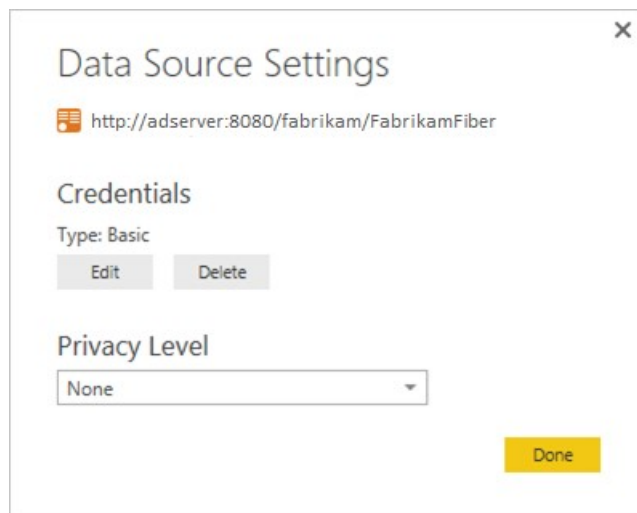 Data Source Settings
http://adserver:8080/fabrikam/FabrikamFiber
Credentials
Type: Basic
Edit Delete
Privacy Level
None
Done